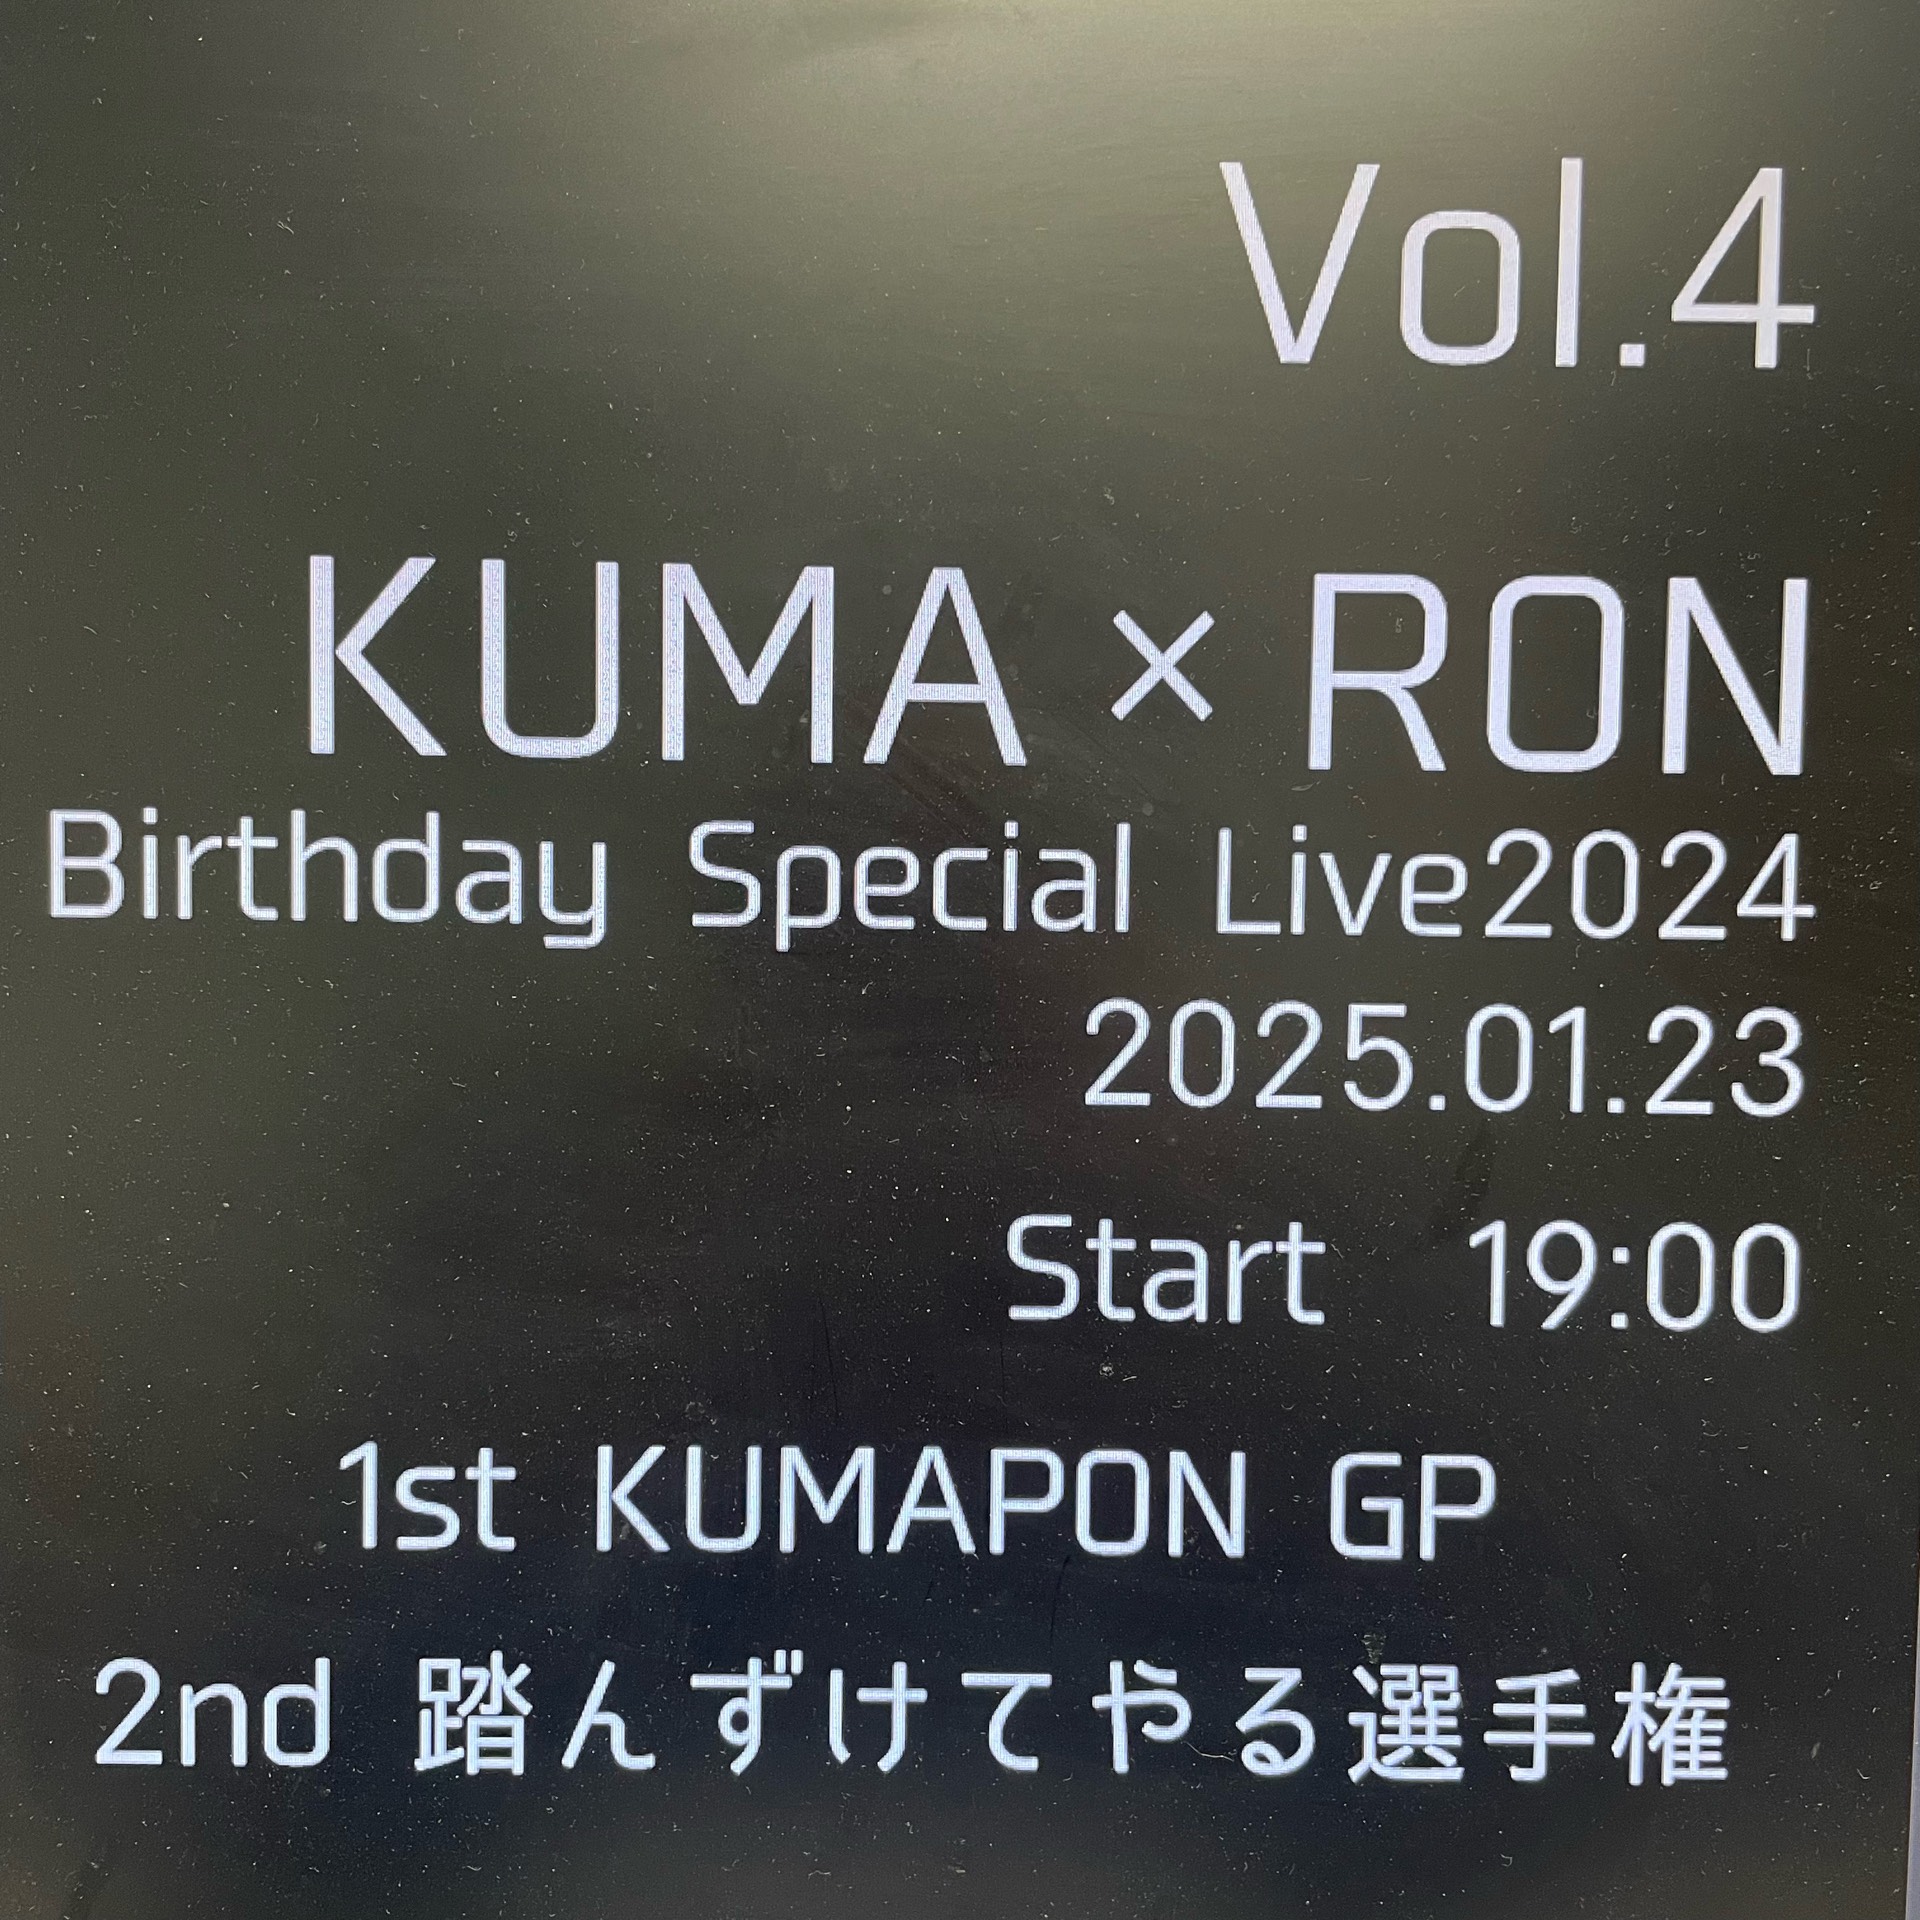 Vol.4
KUMA × RON
Birthday Special Live2024
2025.01.23
Start 19:00
1st KUMAPON GP
2nd 踏んずけてやる選手権